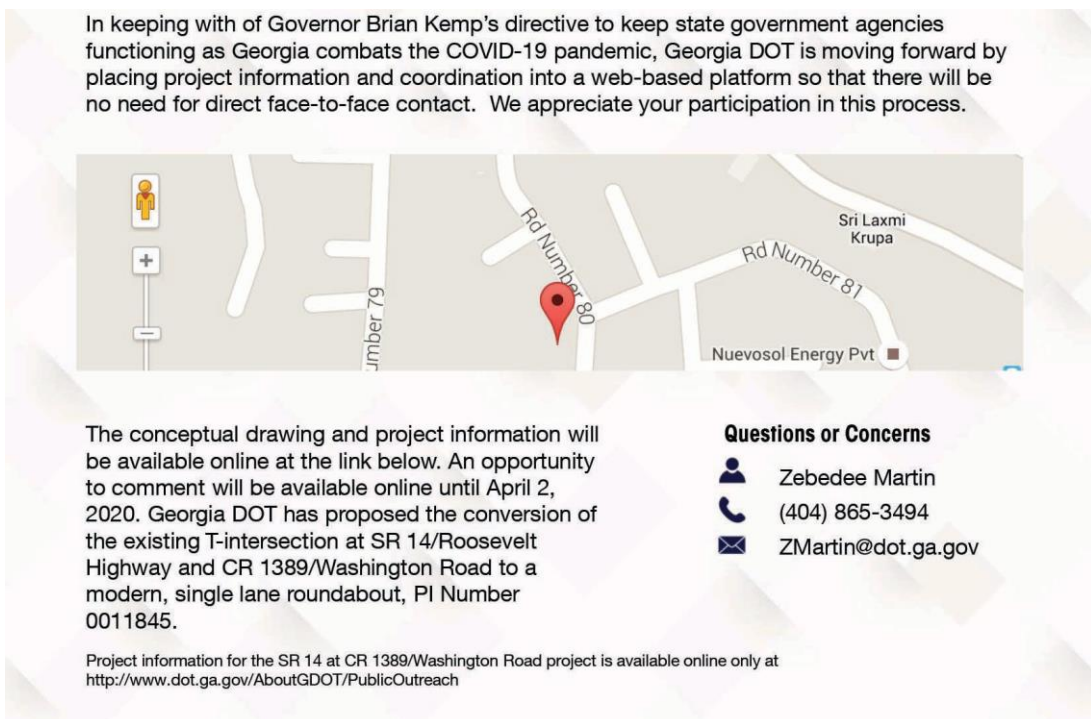 In keeping with of Governor Brian Kemp’s directive to keep state government agencies
functioning as Georgia combats the COVID-19 pandemic, Georgia DOT is moving forward by
placing project information and coordination into a web-based platform so that there will be
no need for direct face-to-face contact.  We appreciate your participation in this process.
Rd Number 80
Sri Laxmi
Krupa
Rd Number 81
umber 79
Nuevosol Energy Pvt
The conceptual drawing and project information will
be available online at the link below. An opportunity
to comment will be available online until April 2,
2020. Georgia DOT has proposed the conversion of
the existing T-intersection at SR 14/Roosevelt
Highway and CR 1389/Washington Road to a
modern, single lane roundabout, PI Number
0011845.
Questions or Concerns
Zebedee Martin
(404) 865-3494
ZMartin@dot.ga.gov
Project information for the SR 14 at CR 1389/Washington Road project is available online only at
http://www.dot.ga.gov/AboutGDOT/PublicOutreach